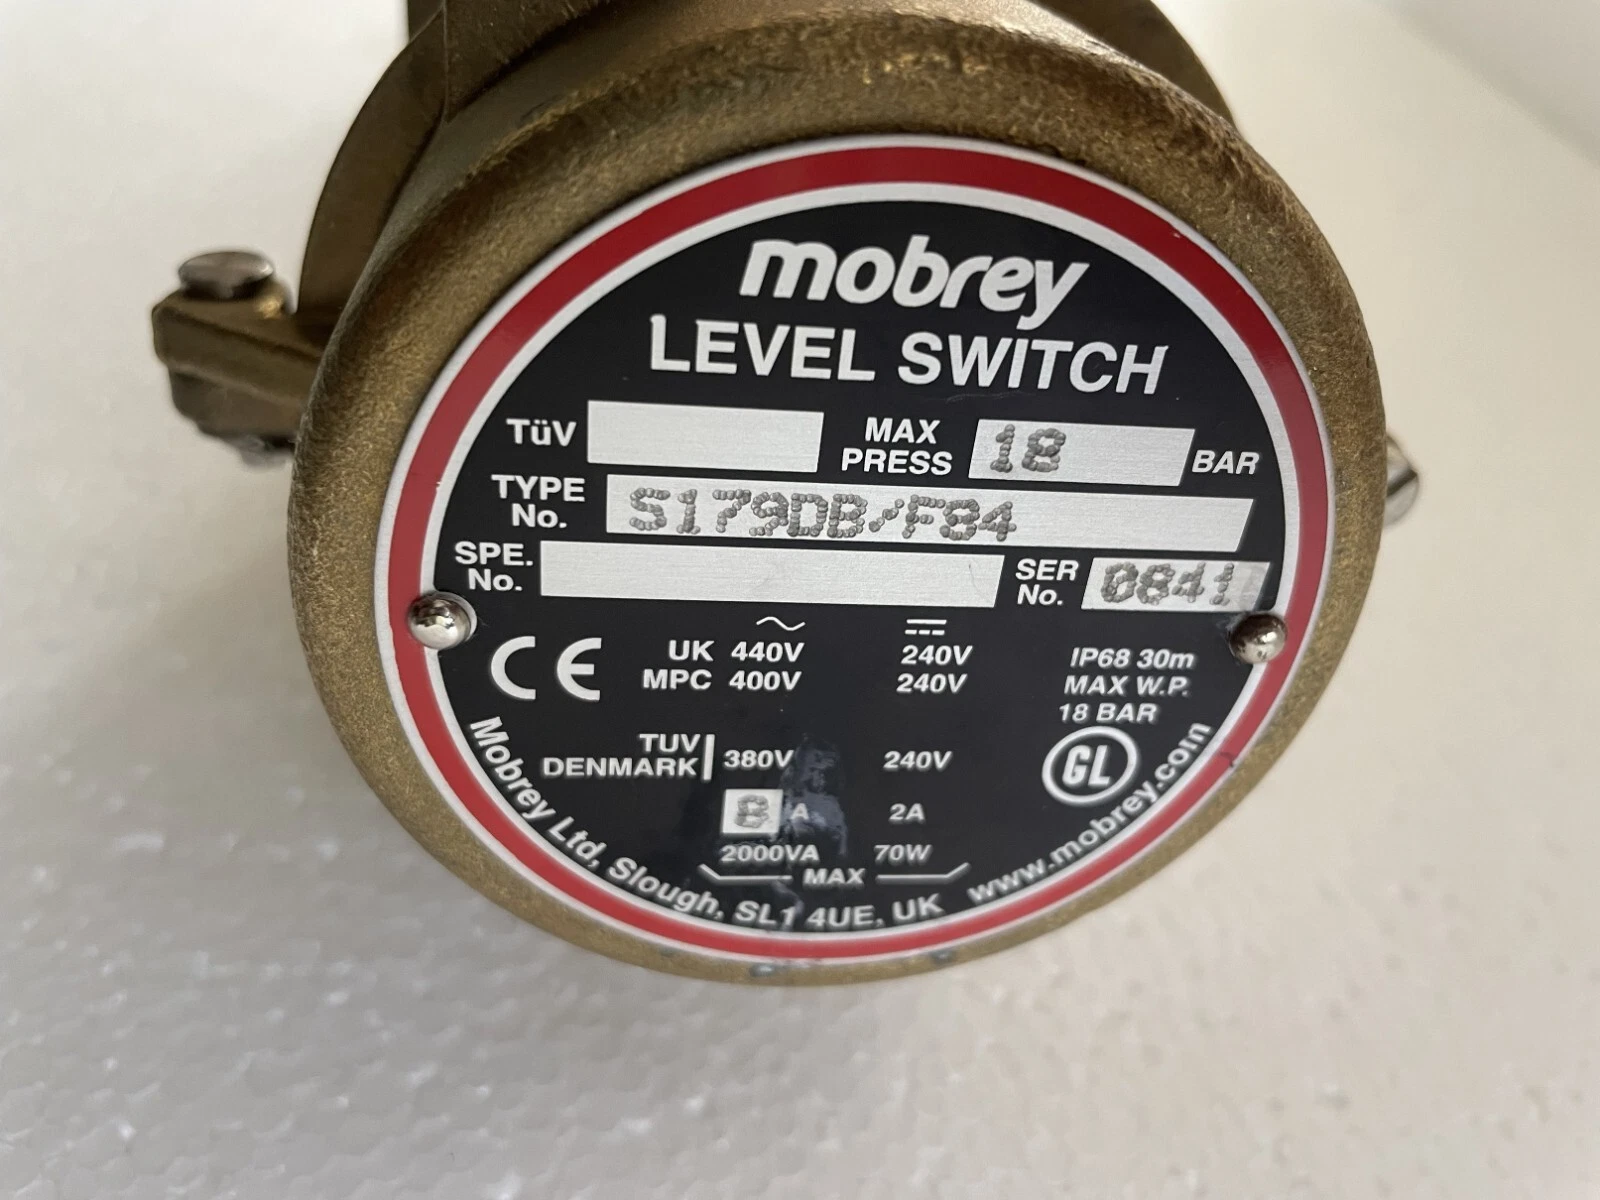 mobrey
LEVEL SWITCH
TüV MAX PRESS 18 BAR
TYPE No. S179DB/F84
SPE. No. SER No. 0841
CE UK 440V 240V IP68 30m
MPC 400V 240V MAX W.P.
18 BAR
TUV DENMARK 380V 240V GL
A 2A
2000VA 70W
MAX
Mobrey Ltd, Slough, SL1 4UE, UK www.mobrey.com